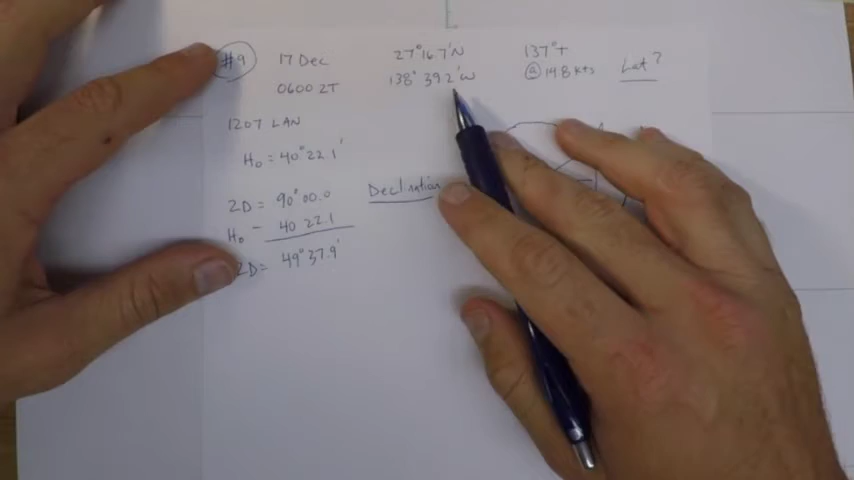 #9 17 Dec 27°16.7'N 137°T
0600 ZT 138°39.2'W @ 14.8 kts Lat?
1207 LAN
Ho = 40°22.1'
ZD = 90°00.0 Declination
Ho - 40 22.1
ZD = 49°37.9'